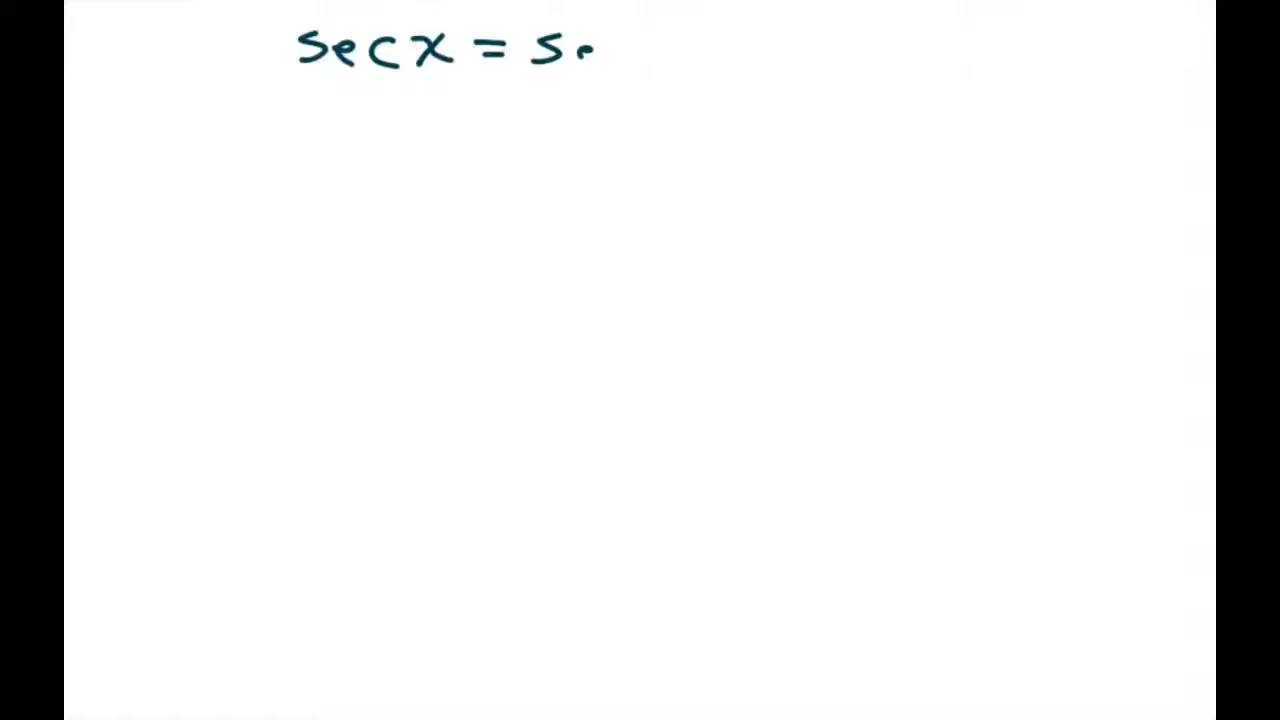 sec x = s